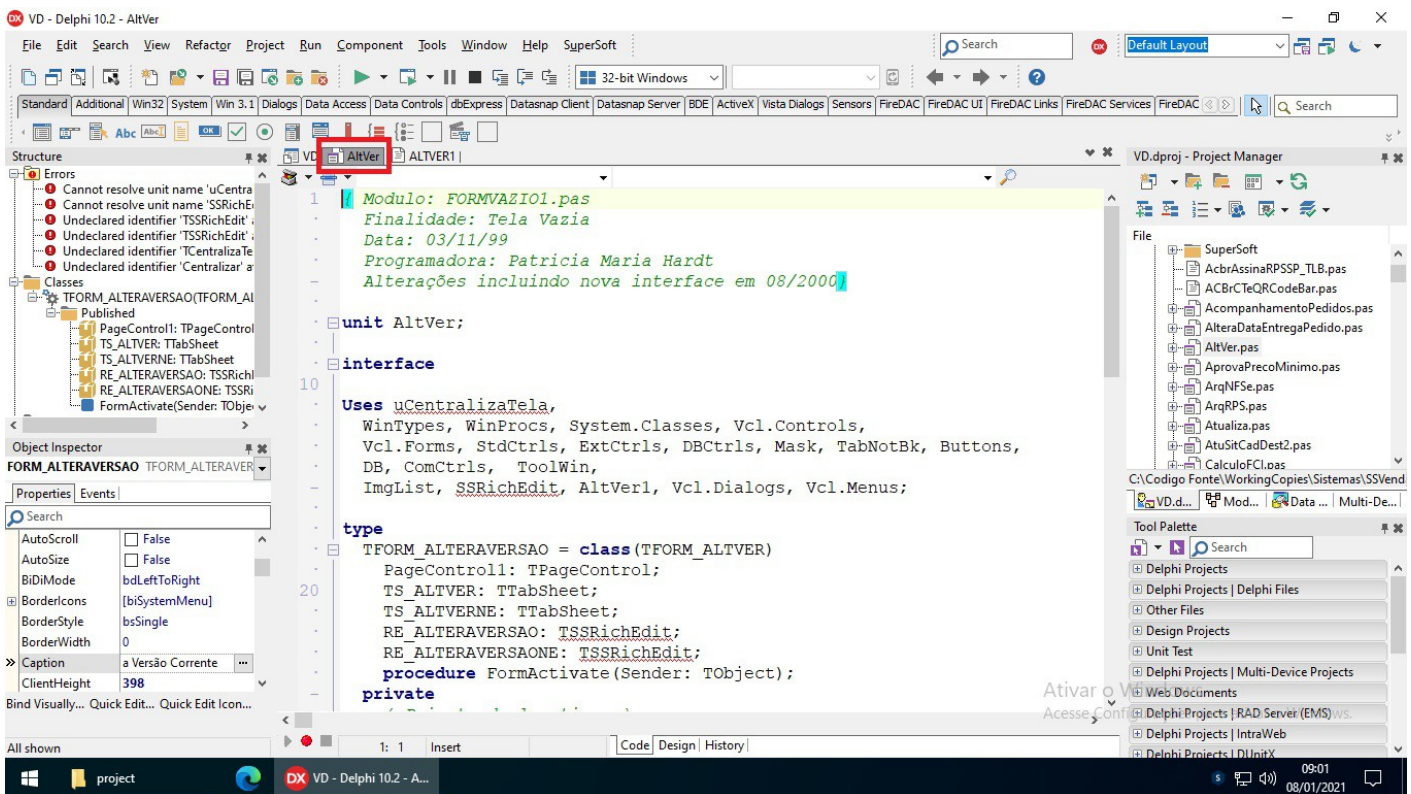 VD - Delphi 10.2 - AltVer
File Edit Search View Refactor Project Run Component Tools Window Help SuperSoft
Search
Default Layout
32-bit Windows
Standard Additional Win32 System Win 3.1 Dialogs Data Access Data Controls dbExpress Datasnap Client Datasnap Server BDE ActiveX Vista Dialogs Sensors FireDAC FireDAC UI FireDAC Links FireDAC Services FireDAC
Search
Abc
OK
Structure
Errors
Cannot resolve unit name 'uCentra
Cannot resolve unit name 'SSRichE
Undeclared identifier 'TSSRichEdit'
Undeclared identifier 'TSSRichEdit'
Undeclared identifier 'TCentralizaTe
Undeclared identifier 'Centralizar' a
Classes
TFORM_ALTERAVERSAO(TFORM_AL
Published
PageControl1: TPageControl
TS_ALTVER: TTabSheet
TS_ALTVERNE: TTabSheet
RE_ALTERAVERSAO: TSSRichI
RE_ALTERAVERSAONE: TSSRi
FormActivate(Sender: TObje
Object Inspector
FORM_ALTERAVERSAO TFORM_ALTERAVER
Properties Events
Search
AutoScroll False
AutoSize False
BiDiMode bdLeftToRight
BorderIcons [biSystemMenu]
BorderStyle bsSingle
BorderWidth 0
Caption a Versão Corrente
ClientHeight 398
Bind Visually... Quick Edit... Quick Edit Icon...
All shown
VD AltVer ALTVER1
1 { Modulo: FORMVAZIO1.pas
Finalidade: Tela Vazia
Data: 03/11/99
Programadora: Patricia Maria Hardt
Alterações incluindo nova interface em 08/2000}
unit AltVer;
interface
10
Uses uCentralizaTela,
WinTypes, WinProcs, System.Classes, Vcl.Controls,
Vcl.Forms, StdCtrls, ExtCtrls, DBCtrls, Mask, TabNotBk, Buttons,
DB, ComCtrls, ToolWin,
ImgList, SSRichEdit, AltVer1, Vcl.Dialogs, Vcl.Menus;
type
TFORM_ALTERAVERSAO = class(TFORM_ALTVER)
PageControl1: TPageControl;
20 TS_ALTVER: TTabSheet;
TS_ALTVERNE: TTabSheet;
RE_ALTERAVERSAO: TSSRichEdit;
RE_ALTERAVERSAONE: TSSRichEdit;
procedure FormActivate(Sender: TObject);
private
1: 1 Insert
Code Design History
VD.dproj - Project Manager
File
SuperSoft
AcbrAssinaRPSSP_TLB.pas
ACBrCTeQRCodeBar.pas
AcompanhamentoPedidos.pas
AlteraDataEntregaPedido.pas
AltVer.pas
AprovaPrecoMinimo.pas
ArqNFSe.pas
ArqRPS.pas
Atualiza.pas
AtuSitCadDest2.pas
CalculoFCI.pas
C:\Codigo Fonte\WorkingCopies\Sistemas\SSVend
VD.d... Mod... Data ... Multi-De...
Tool Palette
Search
Delphi Projects
Delphi Projects | Delphi Files
Other Files
Design Projects
Unit Test
Delphi Projects | Multi-Device Projects
Web Documents
Delphi Projects | RAD Server (EMS)
Delphi Projects | IntraWeb
Delphi Projects | DUnitX
Ativar o Windows
project
DX VD - Delphi 10.2 - A...
09:01
08/01/2021